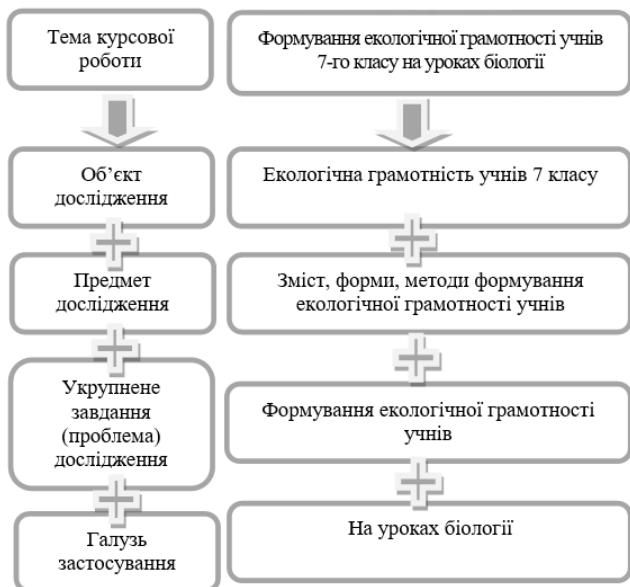 Тема курсової
роботи
Формування екологічної грамотності учнів
7-го класу на уроках біології
Об’єкт
дослідження
Екологічна грамотність учнів 7 класу
Предмет
дослідження
Зміст, форми, методи формування
екологічної грамотності учнів
Укрупнене
завдання
(проблема)
дослідження
Формування екологічної грамотності
учнів
Галузь
застосування
На уроках біології